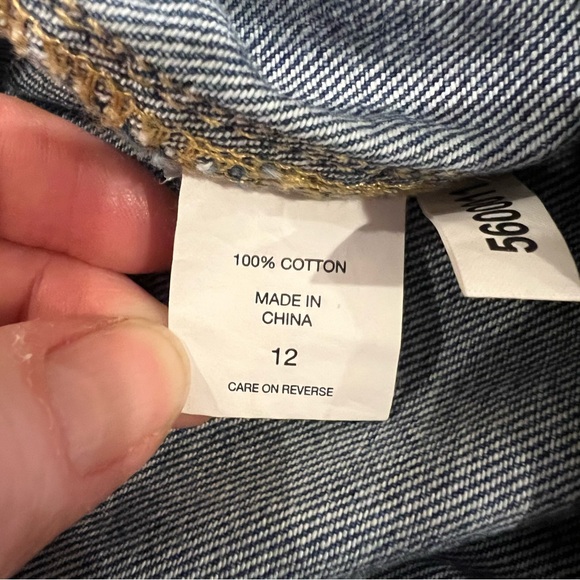 100% COTTON
MADE IN
CHINA
12
CARE ON REVERSE